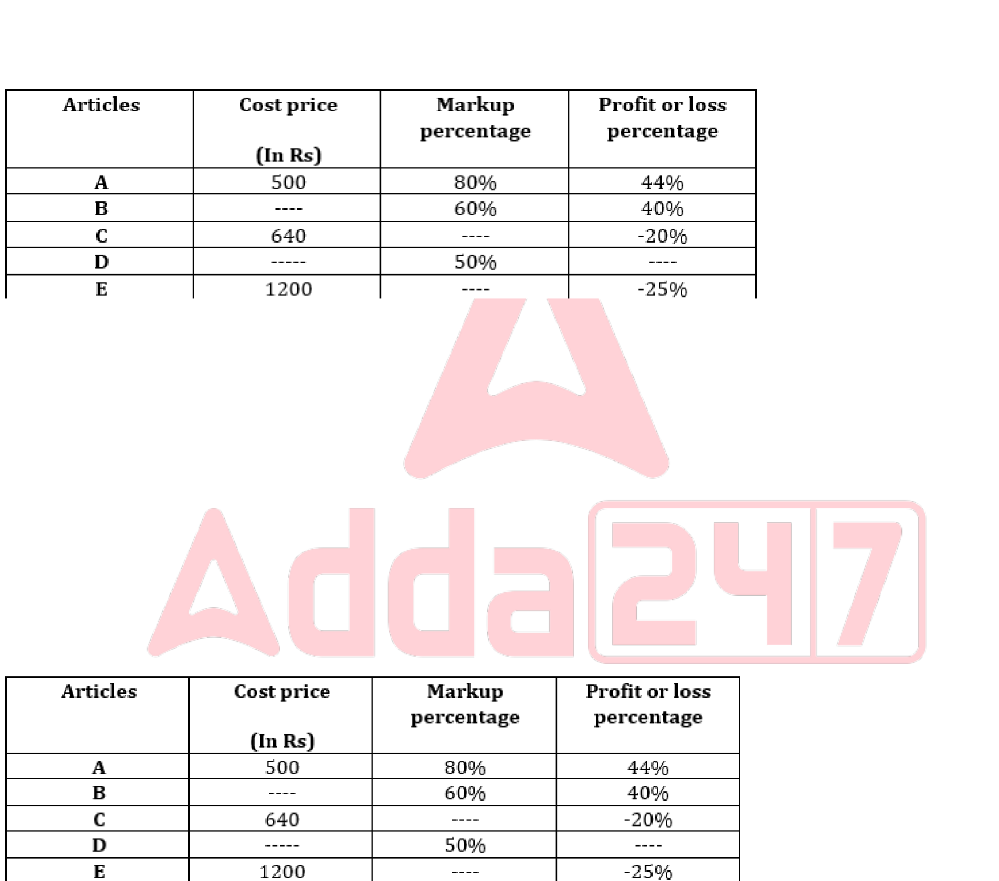 Articles Cost price Markup Profit or loss
percentage percentage
(In Rs)
A 500 80% 44%
B ---- 60% 40%
C 640 ---- -20%
D ----- 50% ----
E 1200 ---- -25%
Adda247
Articles Cost price Markup Profit or loss
percentage percentage
(In Rs)
A 500 80% 44%
B ---- 60% 40%
C 640 ---- -20%
D ----- 50% ----
E 1200 ---- -25%